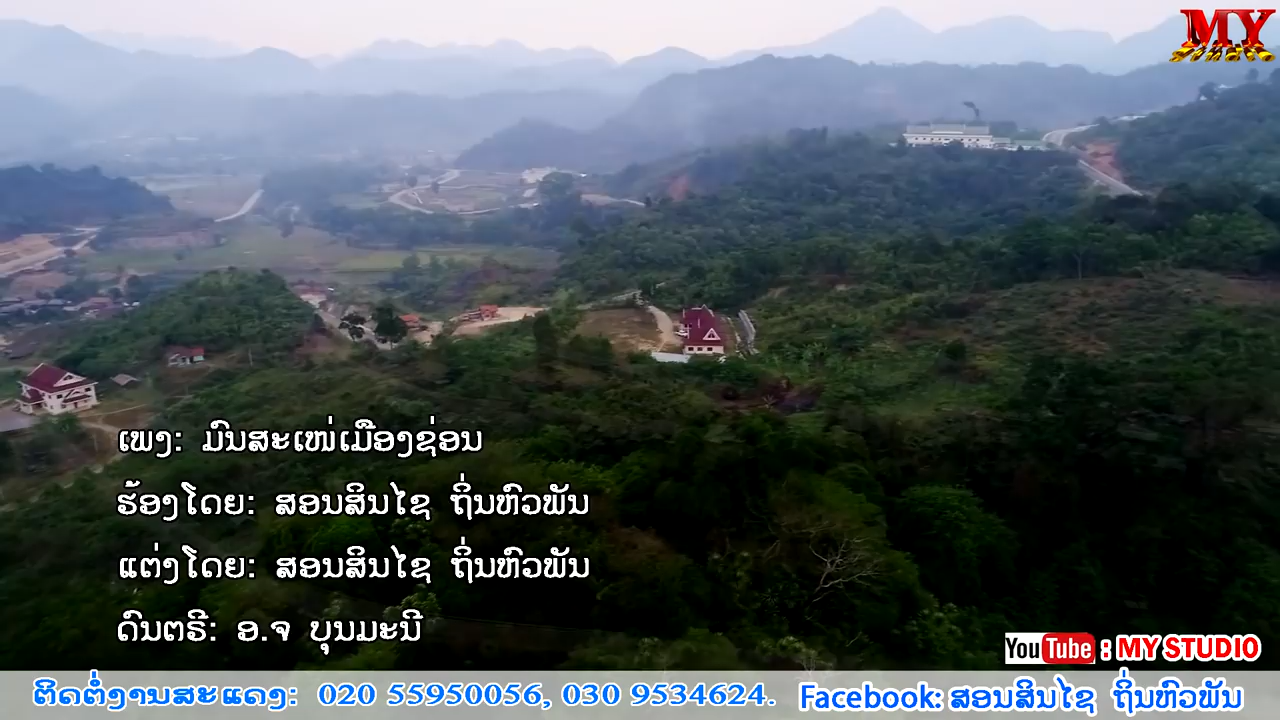 MY
STUDIO
ເພງ: ມົນສະເໜ່ເມືອງຊ່ອນ
ຮ້ອງໂດຍ: ສອນສິນໄຊ ຖິ່ນຫົວພັນ
ແຕ່ງໂດຍ: ສອນສິນໄຊ ຖິ່ນຫົວພັນ
ດົນຕຣີ: ອ.ຈ ບຸນມະນີ
YouTube : MY STUDIO
ຕິດຕໍ່ງານສະແດງ: 020 55950056, 030 9534624. Facebook: ສອນສິນໄຊ ຖິ່ນຫົວພັນ